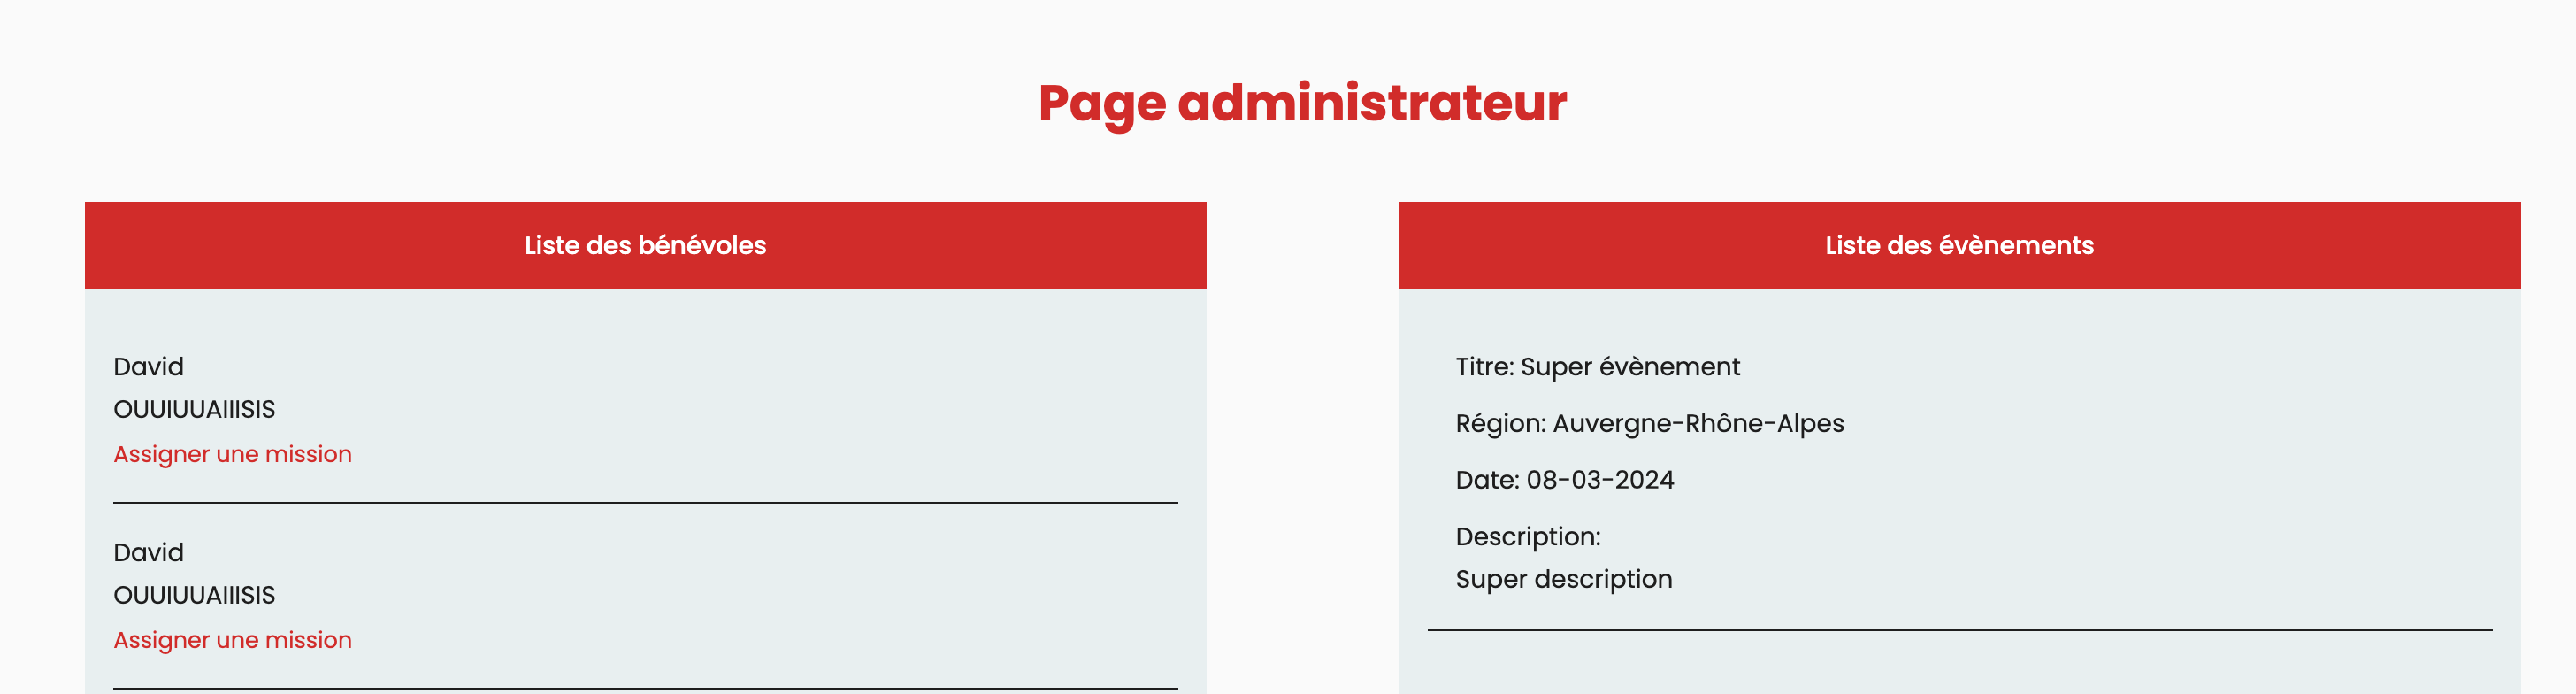 Page administrateur
Liste des bénévoles
David
OUUIUUAIIISIS
Assigner une mission
David
OUUIUUAIIISIS
Assigner une mission
Liste des évènements
Titre: Super évènement
Région: Auvergne-Rhône-Alpes
Date: 08-03-2024
Description:
Super description